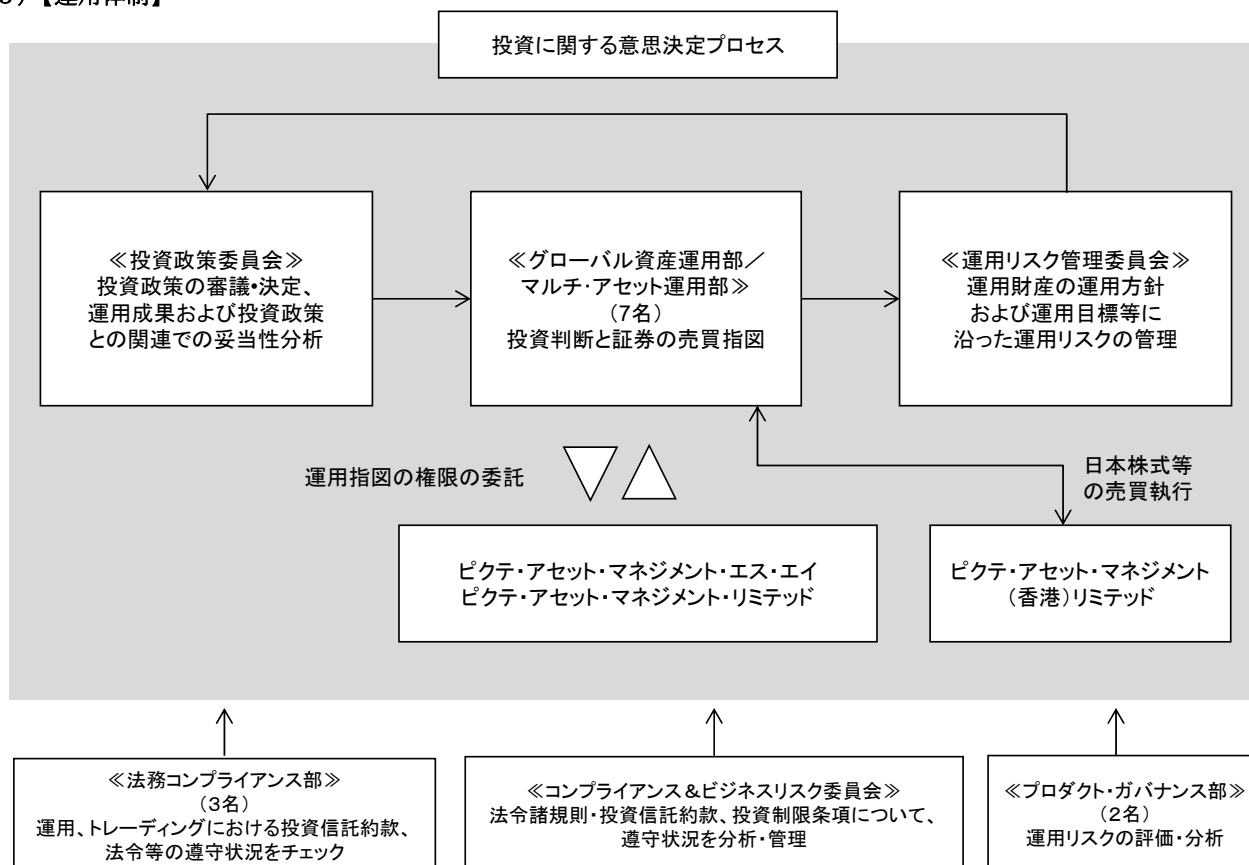 【運用体制】
投資に関する意思決定プロセス
≪投資政策委員会≫
投資政策の審議・決定、
運用成果および投資政策
との関連での妥当性分析
≪グローバル資産運用部／
マルチ・アセット運用部≫
（7名）
投資判断と証券の売買指図
≪運用リスク管理委員会≫
運用財産の運用方針
および運用目標等に
沿った運用リスクの管理
運用指図の権限の委託
日本株式等
の売買執行
ピクテ・アセット・マネジメント・エス・エイ
ピクテ・アセット・マネジメント・リミテッド
ピクテ・アセット・マネジメント
（香港）リミテッド
≪法務コンプライアンス部≫
（3名）
運用、トレーディングにおける投資信託約款、
法令等の遵守状況をチェック
≪コンプライアンス＆ビジネスリスク委員会≫
法令諸規則・投資信託約款、投資制限条項について、
遵守状況を分析・管理
≪プロダクト・ガバナンス部≫
（2名）
運用リスクの評価・分析